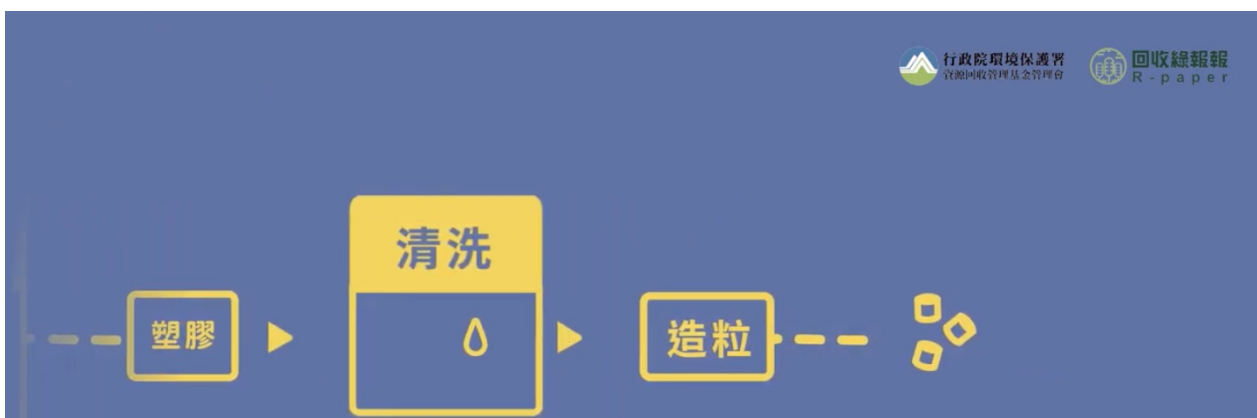 行政院環境保護署
資源回收管理基金管理會
回收綠報報
R-paper
清洗
塑膠
造粒